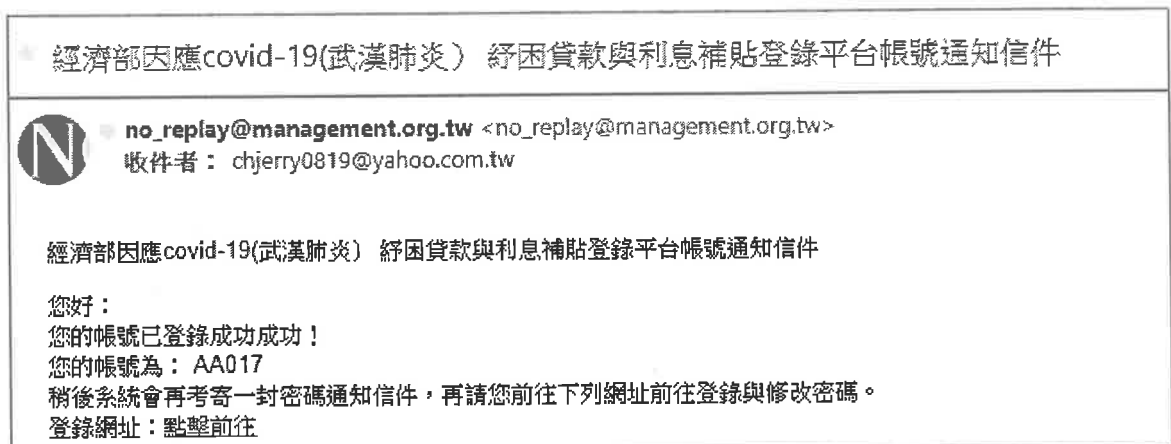 經濟部因應covid-19(武漢肺炎） 紓困貸款與利息補貼登錄平台帳號通知信件
N
no_replay@management.org.tw <no_replay@management.org.tw>
收件者： chjerry0819@yahoo.com.tw
經濟部因應covid-19(武漢肺炎） 紓困貸款與利息補貼登錄平台帳號通知信件
您好：
您的帳號已登錄成功成功！
您的帳號為： AA017
稍後系統會再考寄一封密碼通知信件，再請您前往下列網址前往登錄與修改密碼。
登錄網址：點擊前往